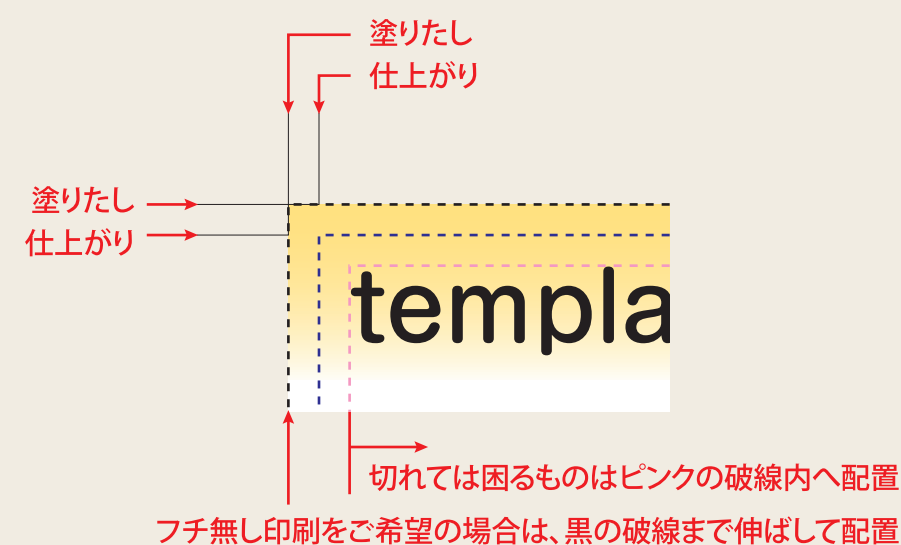 塗りたし
仕上がり
塗りたし
仕上がり
templa
切れては困るものはピンクの破線内へ配置
フチ無し印刷をご希望の場合は、黒の破線まで伸ばして配置